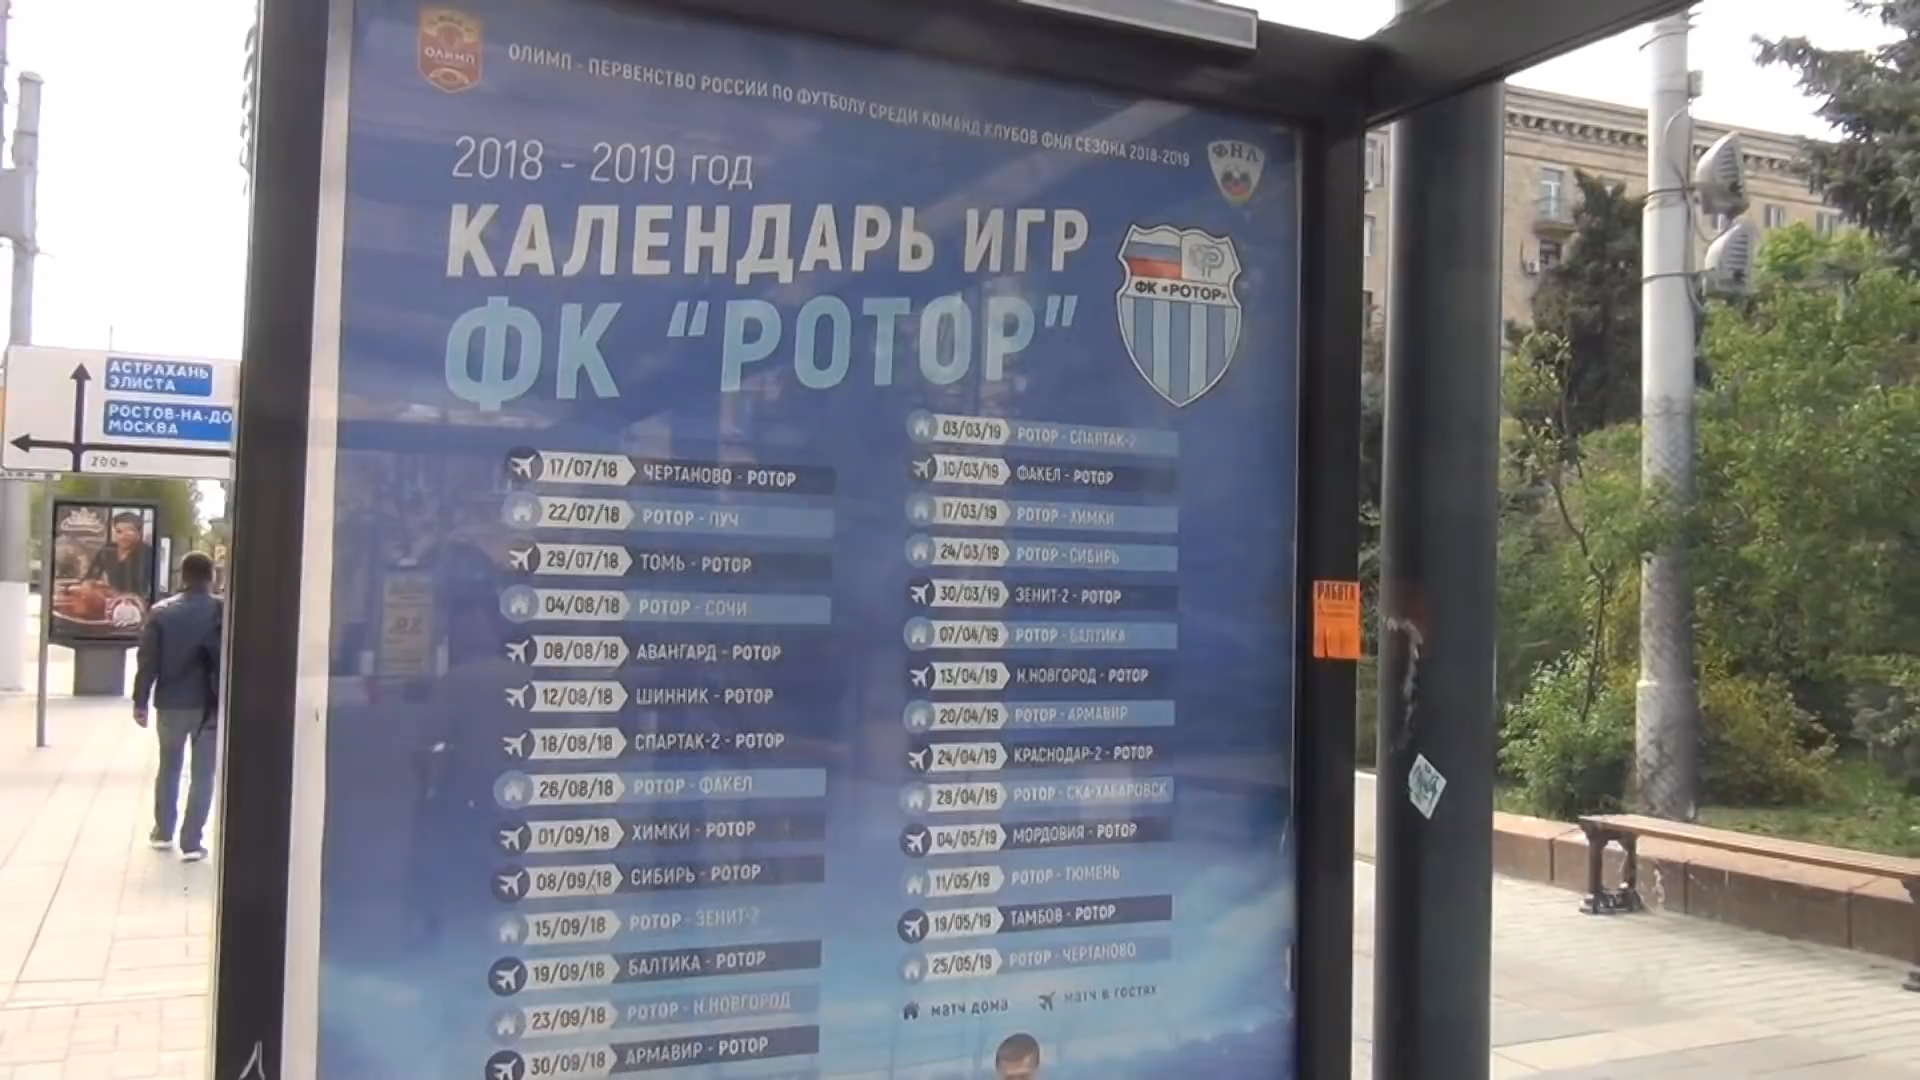 ОЛИМП
ОЛИМП - ПЕРВЕНСТВО РОССИИ ПО ФУТБОЛУ СРЕДИ КОМАНД КЛУБОВ ФНЛ СЕЗОНА 2018-2019
ФНЛ
2018 - 2019 ГОД
КАЛЕНДАРЬ ИГР
ФК "РОТОР"
ФК «РОТОР»
17/07/18 ЧЕРТАНОВО - РОТОР
22/07/18 РОТОР - ЛУЧ
29/07/18 ТОМЬ - РОТОР
04/08/18 РОТОР - СОЧИ
08/08/18 АВАНГАРД - РОТОР
12/08/18 ШИННИК - РОТОР
18/08/18 СПАРТАК-2 - РОТОР
26/08/18 РОТОР - ФАКЕЛ
01/09/18 ХИМКИ - РОТОР
08/09/18 СИБИРЬ - РОТОР
15/09/18 РОТОР - ЗЕНИТ-2
19/09/18 БАЛТИКА - РОТОР
23/09/18 РОТОР - Н.НОВГОРОД
30/09/18 АРМАВИР - РОТОР
03/03/19 РОТОР - СПАРТАК-2
10/03/19 ФАКЕЛ - РОТОР
17/03/19 РОТОР - ХИМКИ
24/03/19 РОТОР - СИБИРЬ
30/03/19 ЗЕНИТ-2 - РОТОР
07/04/19 РОТОР - БАЛТИКА
13/04/19 Н.НОВГОРОД - РОТОР
20/04/19 РОТОР - АРМАВИР
24/04/19 КРАСНОДАР-2 - РОТОР
28/04/19 РОТОР - СКА-ХАБАРОВСК
04/05/19 МОРДОВИЯ - РОТОР
11/05/19 РОТОР - ТЮМЕНЬ
19/05/19 ТАМБОВ - РОТОР
25/05/19 РОТОР - ЧЕРТАНОВО
матч дома матч в гостях
АСТРАХАНЬ
ЭЛИСТА
РОСТОВ-НА-ДО
МОСКВА
200м
РАБОТА